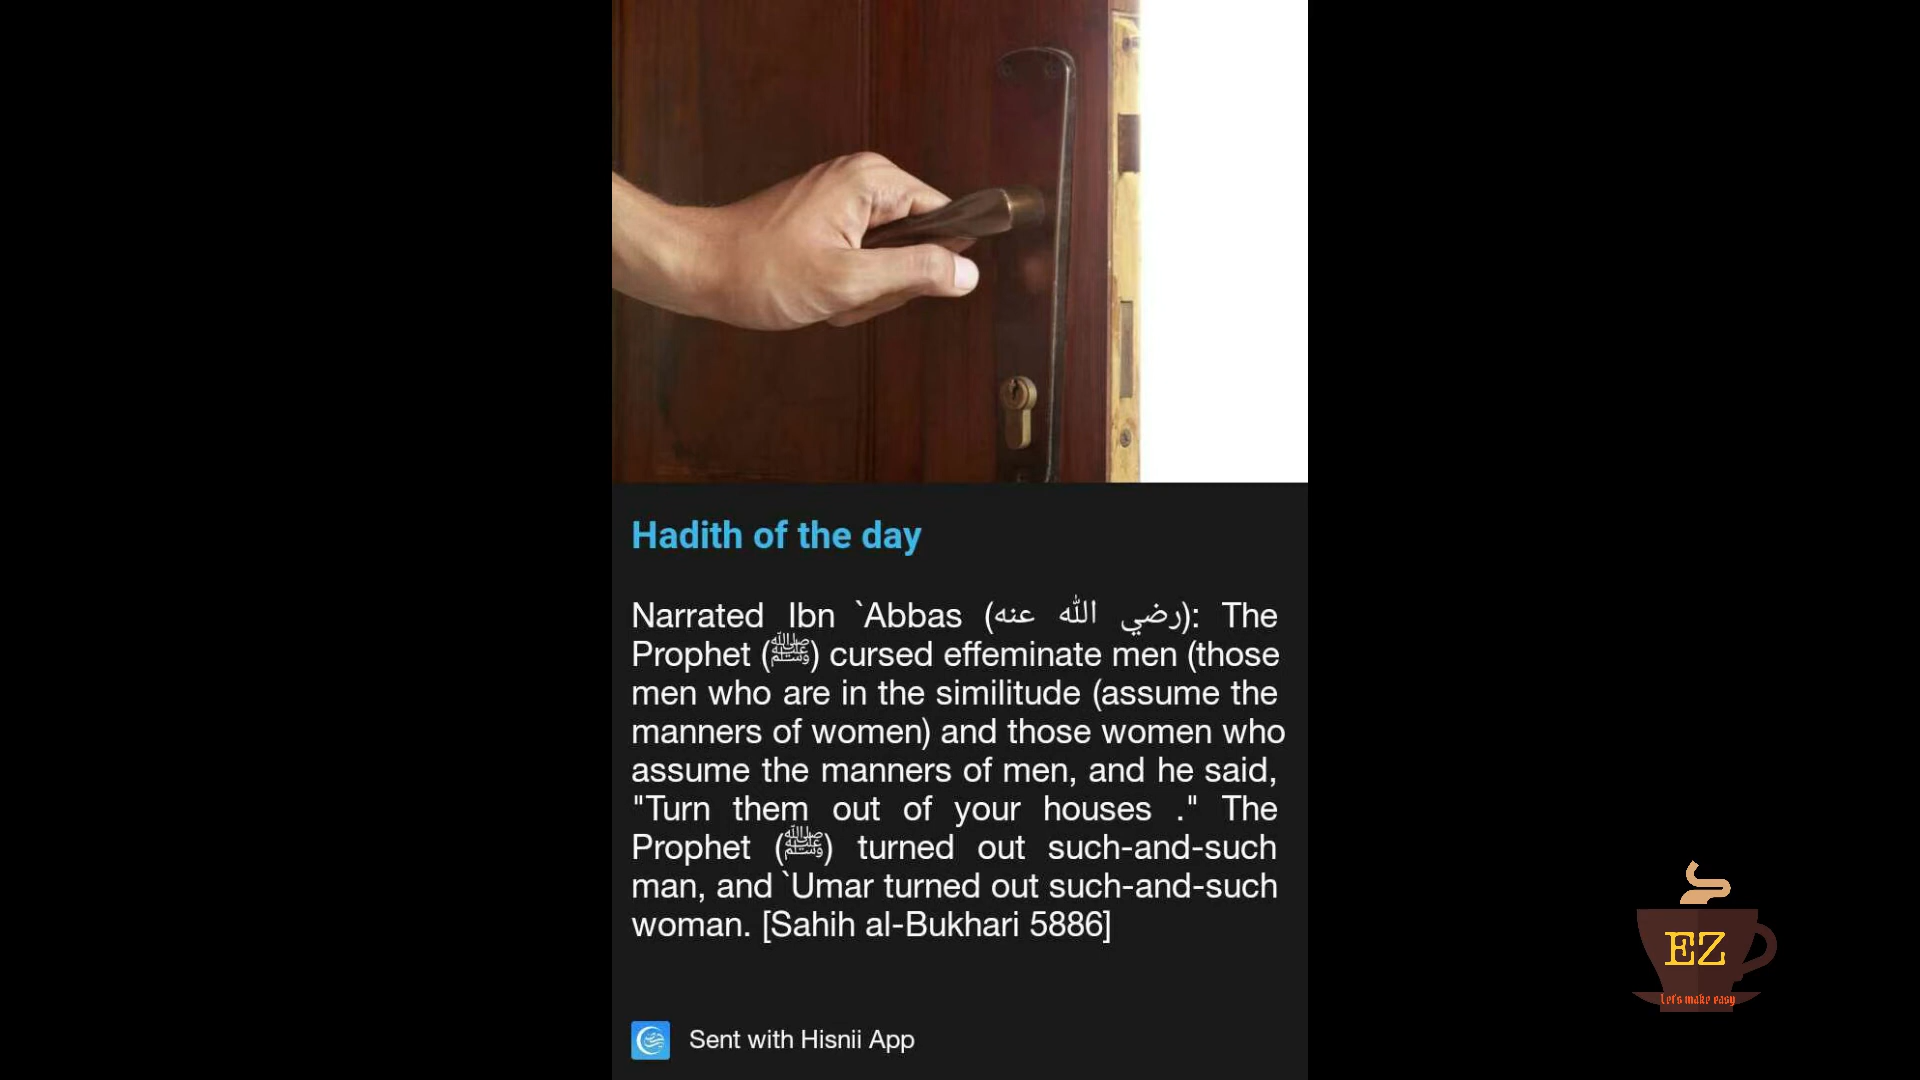 Hadith of the day
Narrated Ibn `Abbas (رضي الله عنه): The
Prophet (ﷺ) cursed effeminate men (those
men who are in the similitude (assume the
manners of women) and those women who
assume the manners of men, and he said,
"Turn them out of your houses ." The
Prophet (ﷺ) turned out such-and-such
man, and `Umar turned out such-and-such
woman. [Sahih al-Bukhari 5886]
Sent with Hisnii App
EZ
Let's make easy